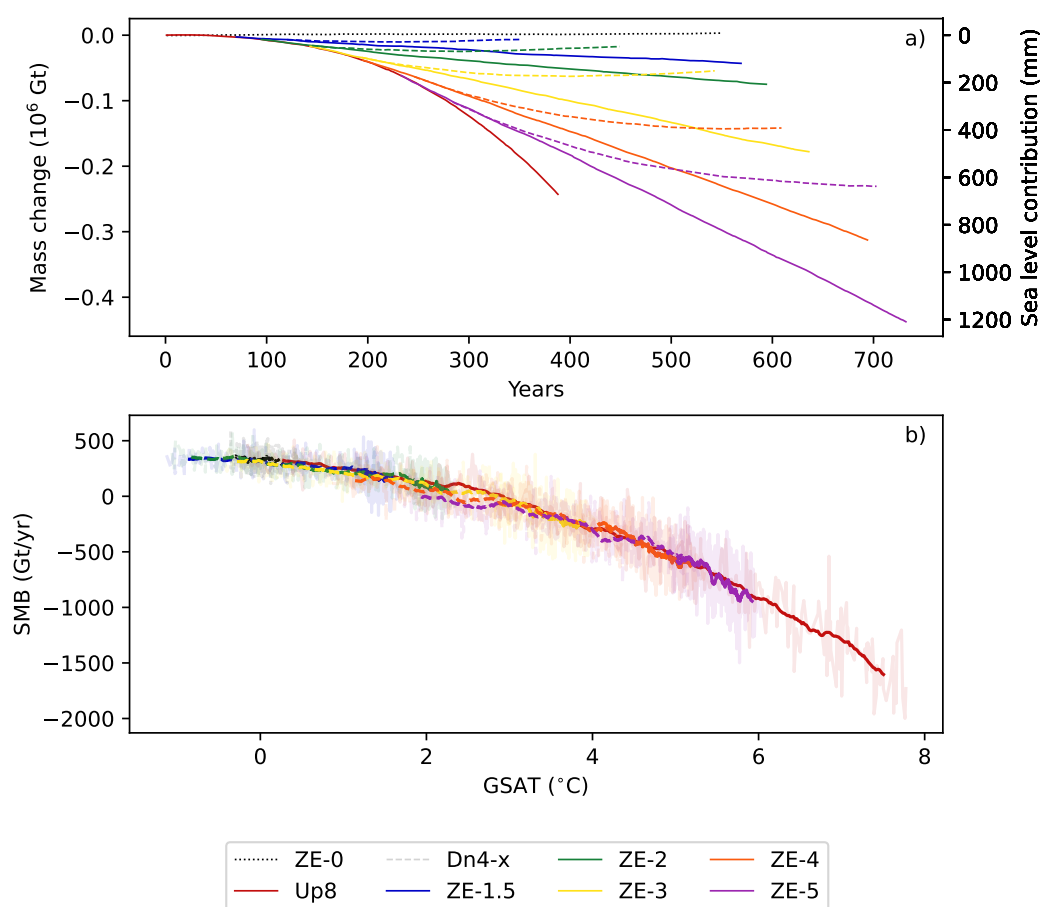 a)
0.0
−0.1
−0.2
−0.3
−0.4
Mass change (10⁶ Gt)
0
200
400
600
800
1000
1200
Sea level contribution (mm)
0 100 200 300 400 500 600 700
Years
b)
500
0
−500
−1000
−1500
−2000
SMB (Gt/yr)
0 2 4 6 8
GSAT (°C)
ZE-0 Dn4-x ZE-2 ZE-4
Up8 ZE-1.5 ZE-3 ZE-5